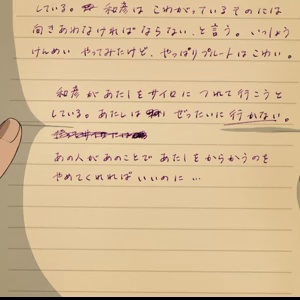 している。和彦はこわがっているそのには
向きあわなければならない、と言う。いっしょう
けんめいやってみたけど、やっぱりプルートはこわい。
和彦があたしをサイロにつれて行こうと
している。あたしはぜったいに行かない。
あの人があのことであたしをからかうのを
やめてくれればいいのに…